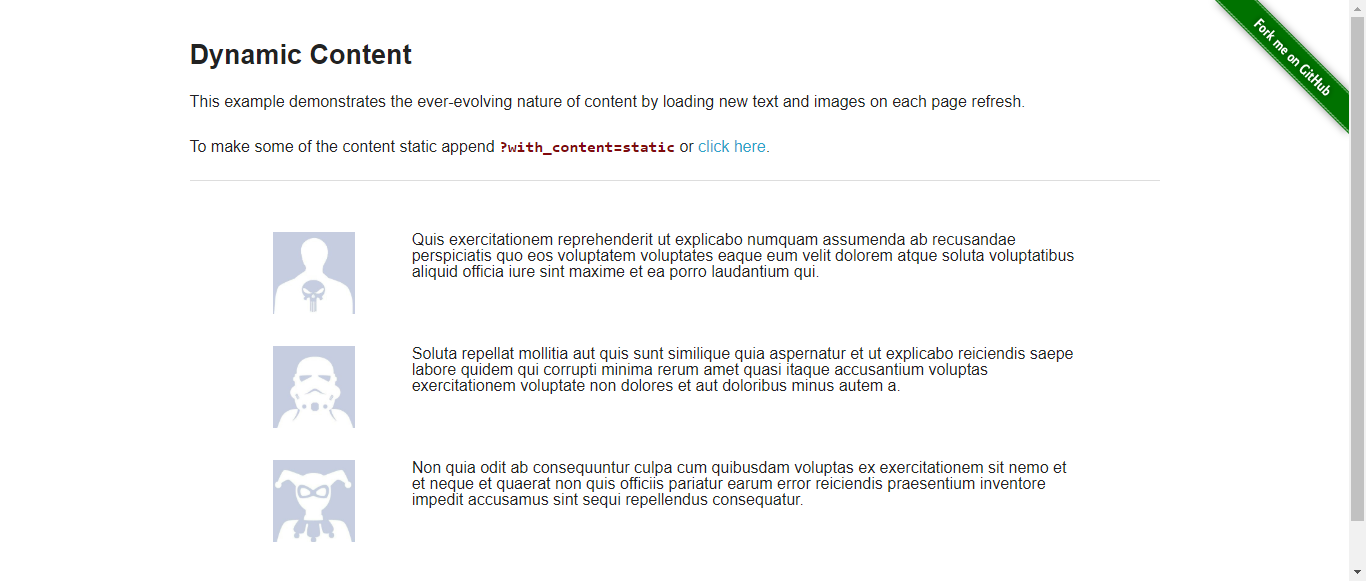 Dynamic Content
Fork me on GitHub
This example demonstrates the ever-evolving nature of content by loading new text and images on each page refresh.
To make some of the content static append ?with_content=static or click here.
Quis exercitationem reprehenderit ut explicabo numquam assumenda ab recusandae
perspiciatis quo eos voluptatem voluptates eaque eum velit dolorem atque soluta voluptatibus
aliquid officia iure sint maxime et ea porro laudantium qui.
Soluta repellat mollitia aut quis sunt similique quia aspernatur et ut explicabo reiciendis saepe
labore quidem qui corrupti minima rerum amet quasi itaque accusantium voluptas
exercitationem voluptate non dolores et aut doloribus minus autem a.
Non quia odit ab consequuntur culpa cum quibusdam voluptas ex exercitationem sit nemo et
et neque et quaerat non quis officiis pariatur earum error reiciendis praesentium inventore
impedit accusamus sint sequi repellendus consequatur.